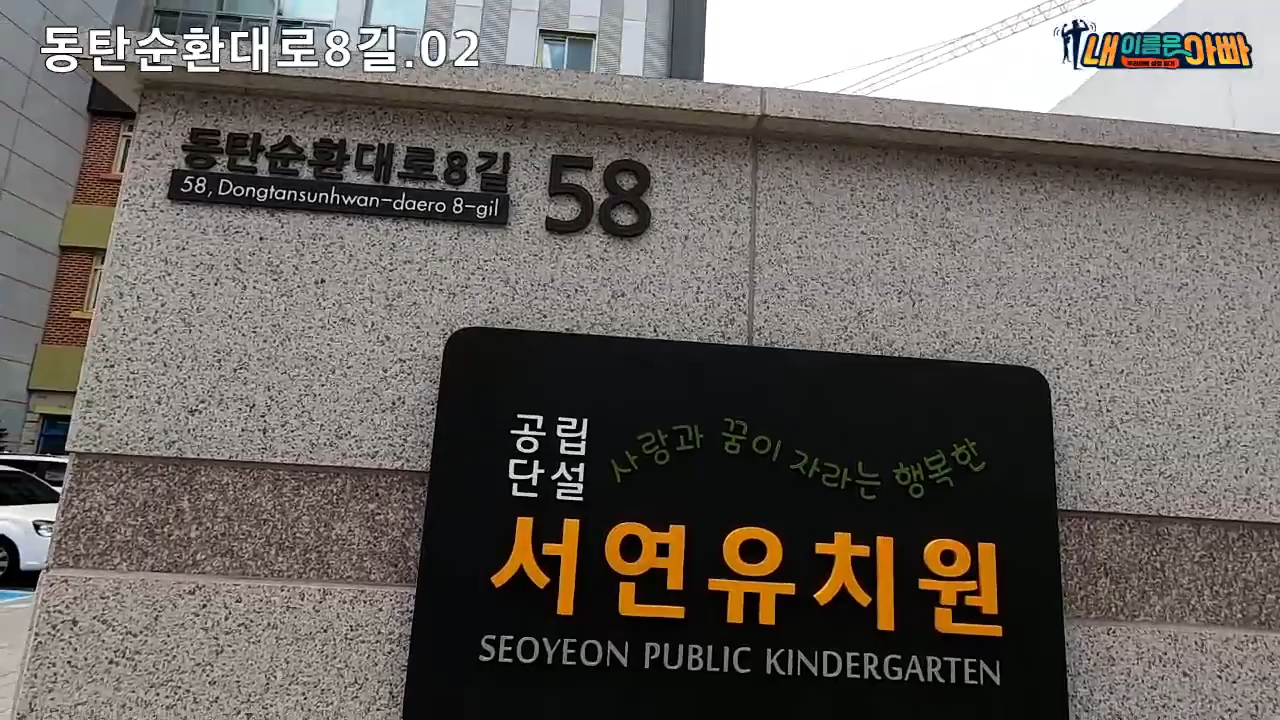 동탄순환대로8길.02
내 이름은 아빠
동탄순환대로8길 58
58, Dongtansunhwan-daero 8-gil
공립
단설
사랑과 꿈이 자라는 행복한
서연유치원
SEOYEON PUBLIC KINDERGARTEN